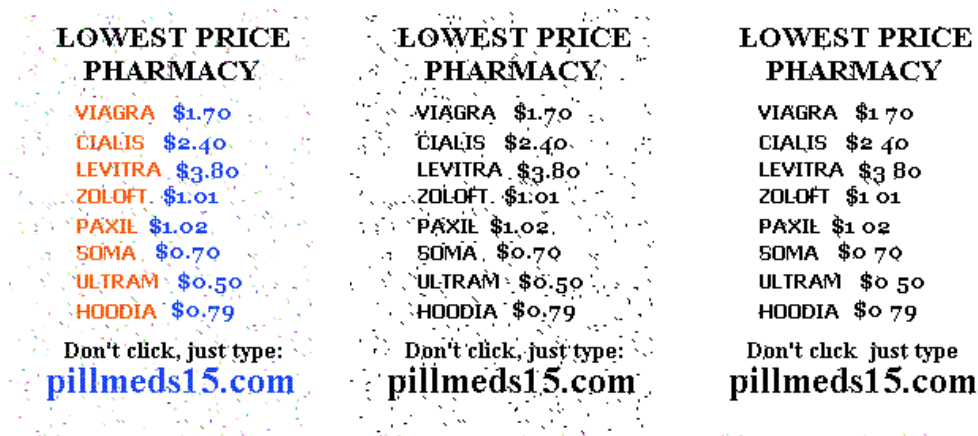 LOWEST PRICE
PHARMACY
VIAGRA $1.70
CIALIS $2.40
LEVITRA $3.80
ZOLOFT $1.01
PAXIL $1.02
SOMA $0.70
ULTRAM $0.50
HOODIA $0.79
Don't click, just type:
pillmeds15.com
LOWEST PRICE
PHARMACY
VIAGRA $1.70
CIALIS $2.40
LEVITRA $3.80
ZOLOFT $1.01
PAXIL $1.02
SOMA $0.70
ULTRAM $0.50
HOODIA $0.79
Don't click, just type:
pillmeds15.com
LOWEST PRICE
PHARMACY
VIAGRA $1 70
CIALIS $2 40
LEVITRA $3 80
ZOLOFT $1 01
PAXIL $1 02
SOMA $0 70
ULTRAM $0 50
HOODIA $0 79
Don't chck just type
pillmeds15.com